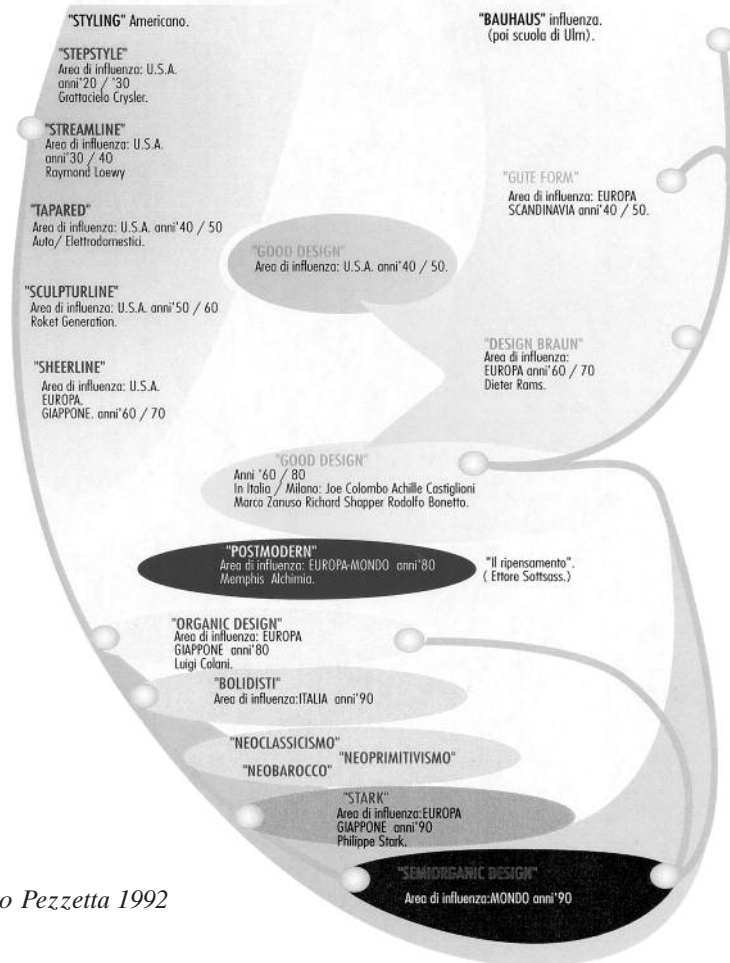 "STYLING" Americano.
"STEPSTYLE"
Area di influenza: U.S.A.
anni'20 / '30
Grattacielo Crysler.
"STREAMLINE"
Area di influenza: U.S.A.
anni'30 / 40
Raymond Loewy
"TAPARED"
Area di influenza: U.S.A. anni'40 / 50
Auto/ Elettrodomestici.
"SCULPTURLINE"
Area di influenza: U.S.A. anni'50 / 60
Roket Generation.
"SHEERLINE"
Area di influenza: U.S.A.
EUROPA.
GIAPPONE. anni'60 / 70
"BAUHAUS" influenza.
(poi scuola di Ulm).
"GUTE FORM"
Area di influenza: EUROPA
SCANDINAVIA anni'40 / 50.
"GOOD DESIGN"
Area di influenza: U.S.A. anni'40 / 50.
"DESIGN BRAUN"
Area di influenza:
EUROPA anni'60 / 70
Dieter Rams.
"GOOD DESIGN"
Anni '60 / 80
In Italia / Milano: Joe Colombo Achille Castiglioni
Marco Zanuso Richard Shapper Rodolfo Bonetto.
"POSTMODERN"
Area di influenza: EUROPA-MONDO anni'80
Memphis Alchimia.
"Il ripensamento".
( Ettore Sottsass.)
"ORGANIC DESIGN"
Area di influenza: EUROPA
GIAPPONE anni'80
Luigi Colani.
"BOLIDISTI"
Area di influenza:ITALIA anni'90
"NEOCLASSICISMO"
"NEOPRIMITIVISMO"
"NEOBAROCCO"
"STARK"
Area di influenza:EUROPA
GIAPPONE anni'90
Philippe Stark.
"SEMIORGANIC DESIGN"
Area di influenza:MONDO anni'90
o Pezzetta 1992